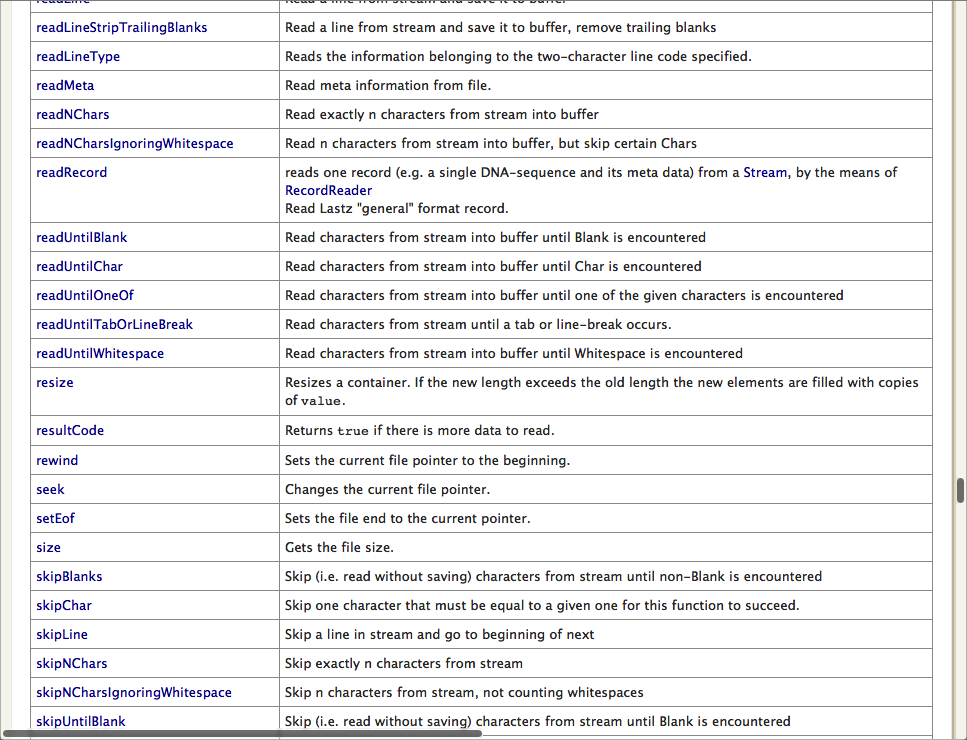 readLine Read a line from stream and save it to buffer
readLineStripTrailingBlanks Read a line from stream and save it to buffer, remove trailing blanks
readLineType Reads the information belonging to the two-character line code specified.
readMeta Read meta information from file.
readNChars Read exactly n characters from stream into buffer
readNCharsIgnoringWhitespace Read n characters from stream into buffer, but skip certain Chars
readRecord reads one record (e.g. a single DNA-sequence and its meta data) from a Stream, by the means of
RecordReader
Read Lastz "general" format record.
readUntilBlank Read characters from stream into buffer until Blank is encountered
readUntilChar Read characters from stream into buffer until Char is encountered
readUntilOneOf Read characters from stream into buffer until one of the given characters is encountered
readUntilTabOrLineBreak Read characters from stream until a tab or line-break occurs.
readUntilWhitespace Read characters from stream into buffer until Whitespace is encountered
resize Resizes a container. If the new length exceeds the old length the new elements are filled with copies
of value.
resultCode Returns true if there is more data to read.
rewind Sets the current file pointer to the beginning.
seek Changes the current file pointer.
setEof Sets the file end to the current pointer.
size Gets the file size.
skipBlanks Skip (i.e. read without saving) characters from stream until non-Blank is encountered
skipChar Skip one character that must be equal to a given one for this function to succeed.
skipLine Skip a line in stream and go to beginning of next
skipNChars Skip exactly n characters from stream
skipNCharsIgnoringWhitespace Skip n characters from stream, not counting whitespaces
skipUntilBlank Skip (i.e. read without saving) characters from stream until Blank is encountered